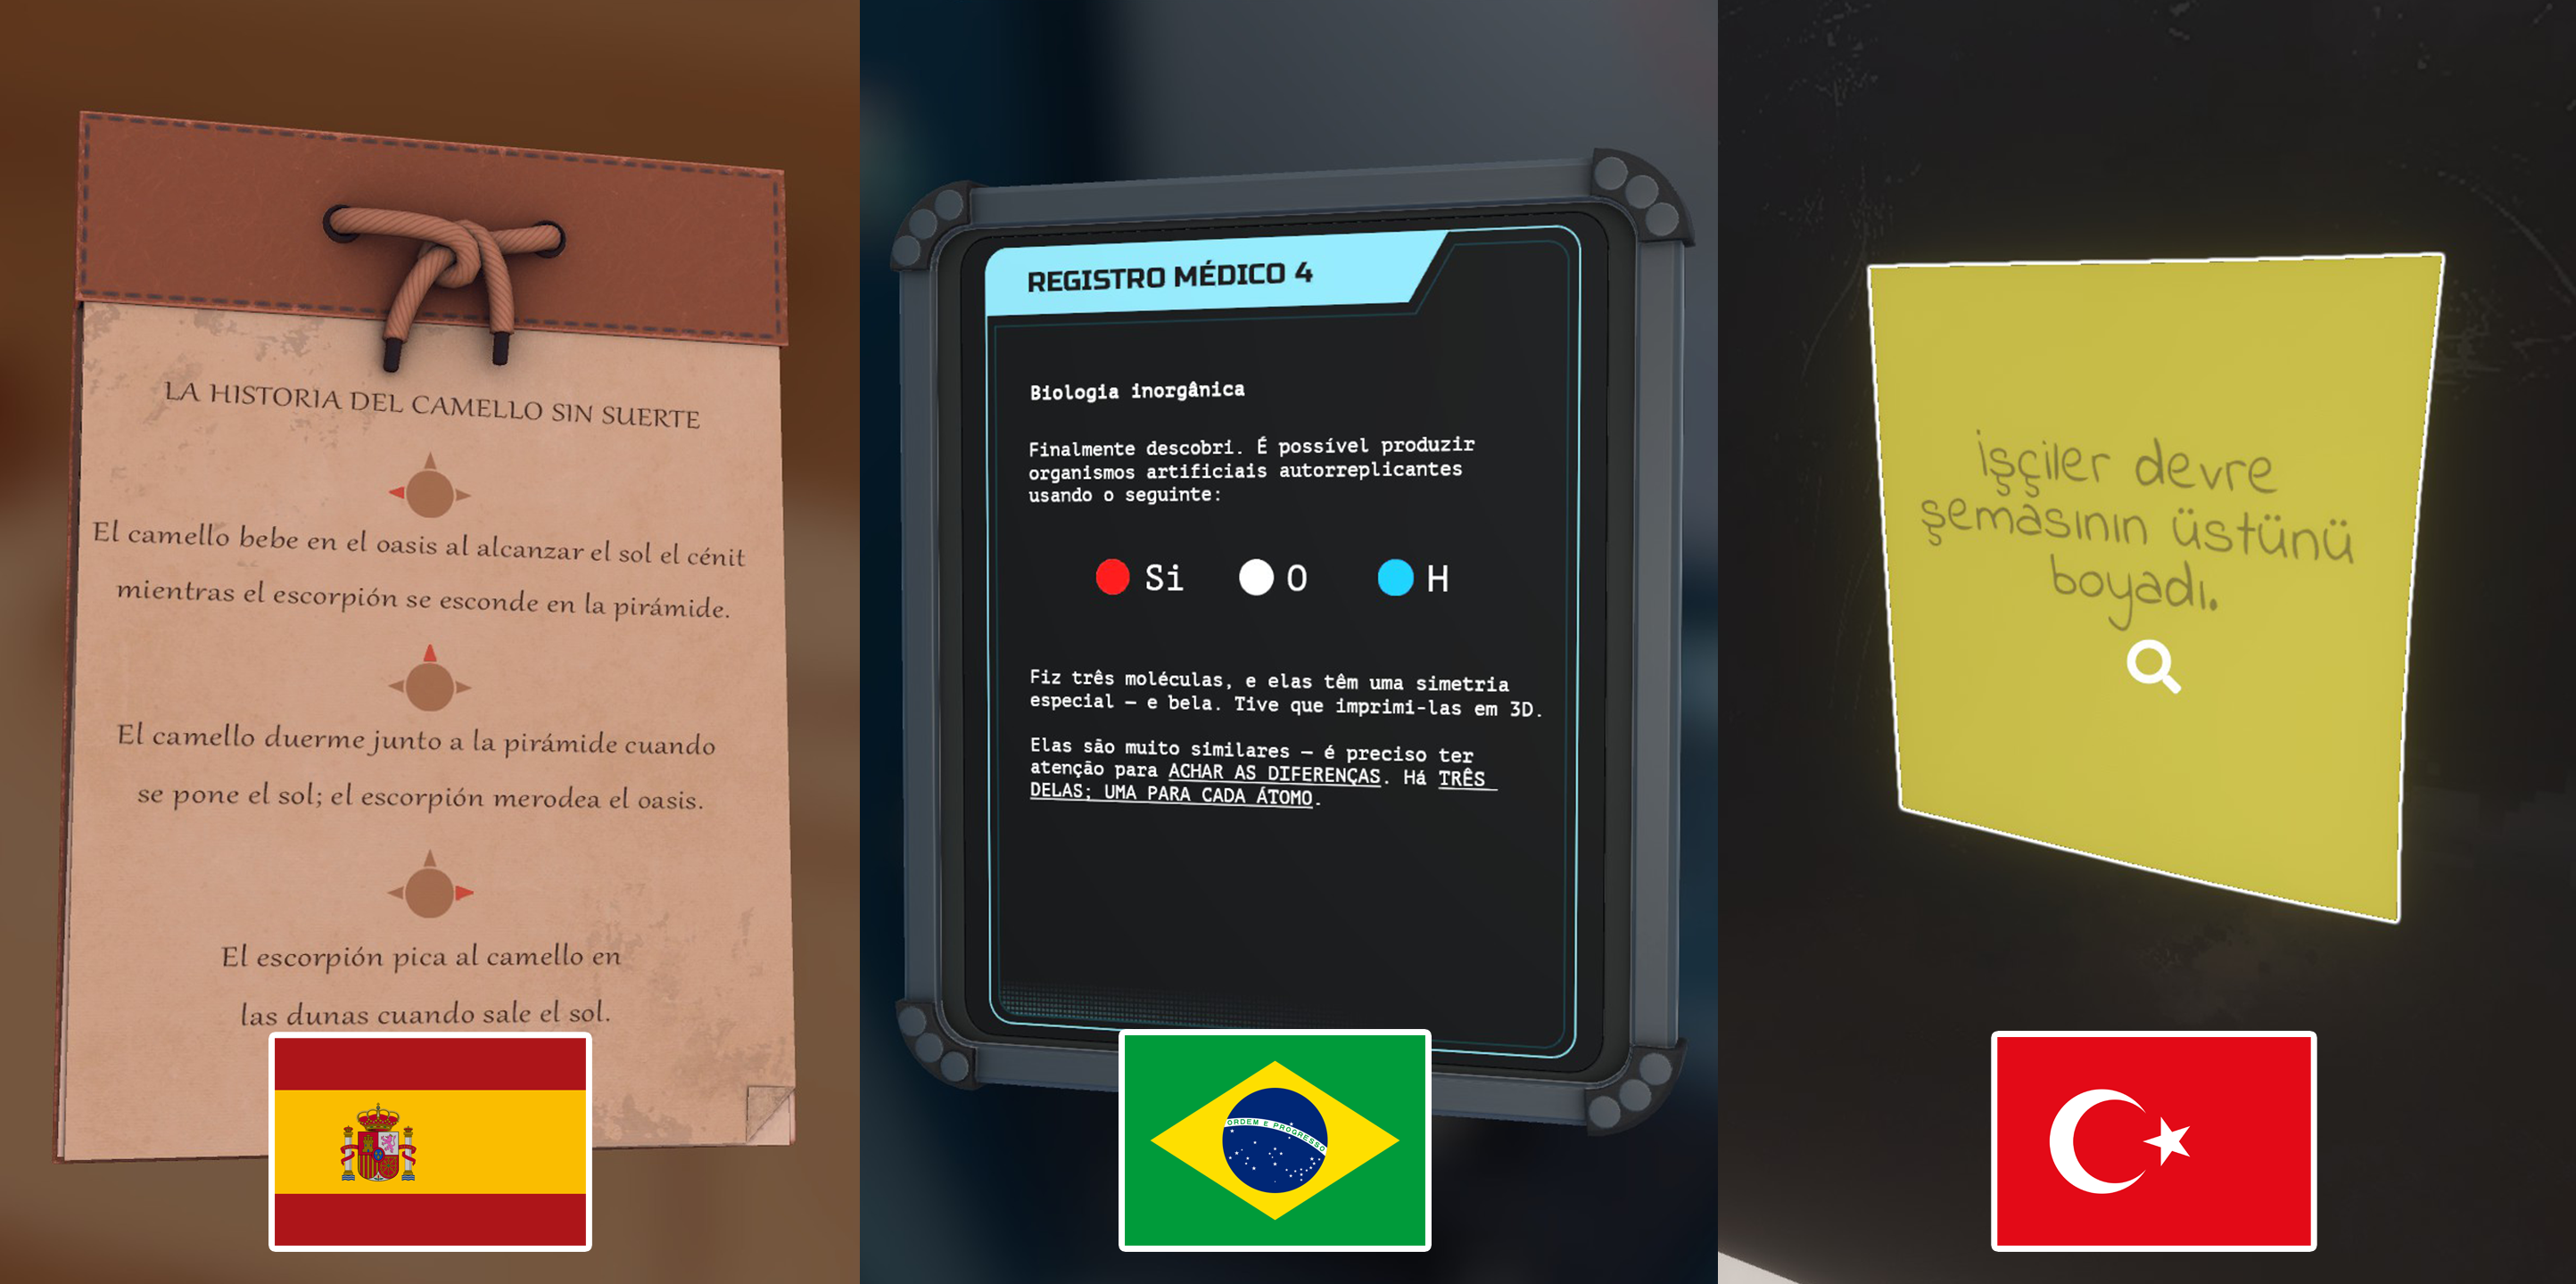 LA HISTORIA DEL CAMELLO SIN SUERTE
El camello bebe en el oasis al alcanzar el sol el cénit
mientras el escorpión se esconde en la pirámide.
El camello duerme junto a la pirámide cuando
se pone el sol; el escorpión merodea el oasis.
El escorpión pica al camello en
las dunas cuando sale el sol.
REGISTRO MÉDICO 4
Biologia inorgânica
Finalmente descobri. É possível produzir
organismos artificiais autorreplicantes
usando o seguinte:
Si O H
Fiz três moléculas, e elas têm uma simetria
especial — e bela. Tive que imprimi-las em 3D.
Elas são muito similares — é preciso ter
atenção para ACHAR AS DIFERENÇAS. Há TRÊS
DELAS; UMA PARA CADA ÁTOMO.
ORDEM E PROGRESSO
İşçiler devre
şemasının üstünü
boyadı.